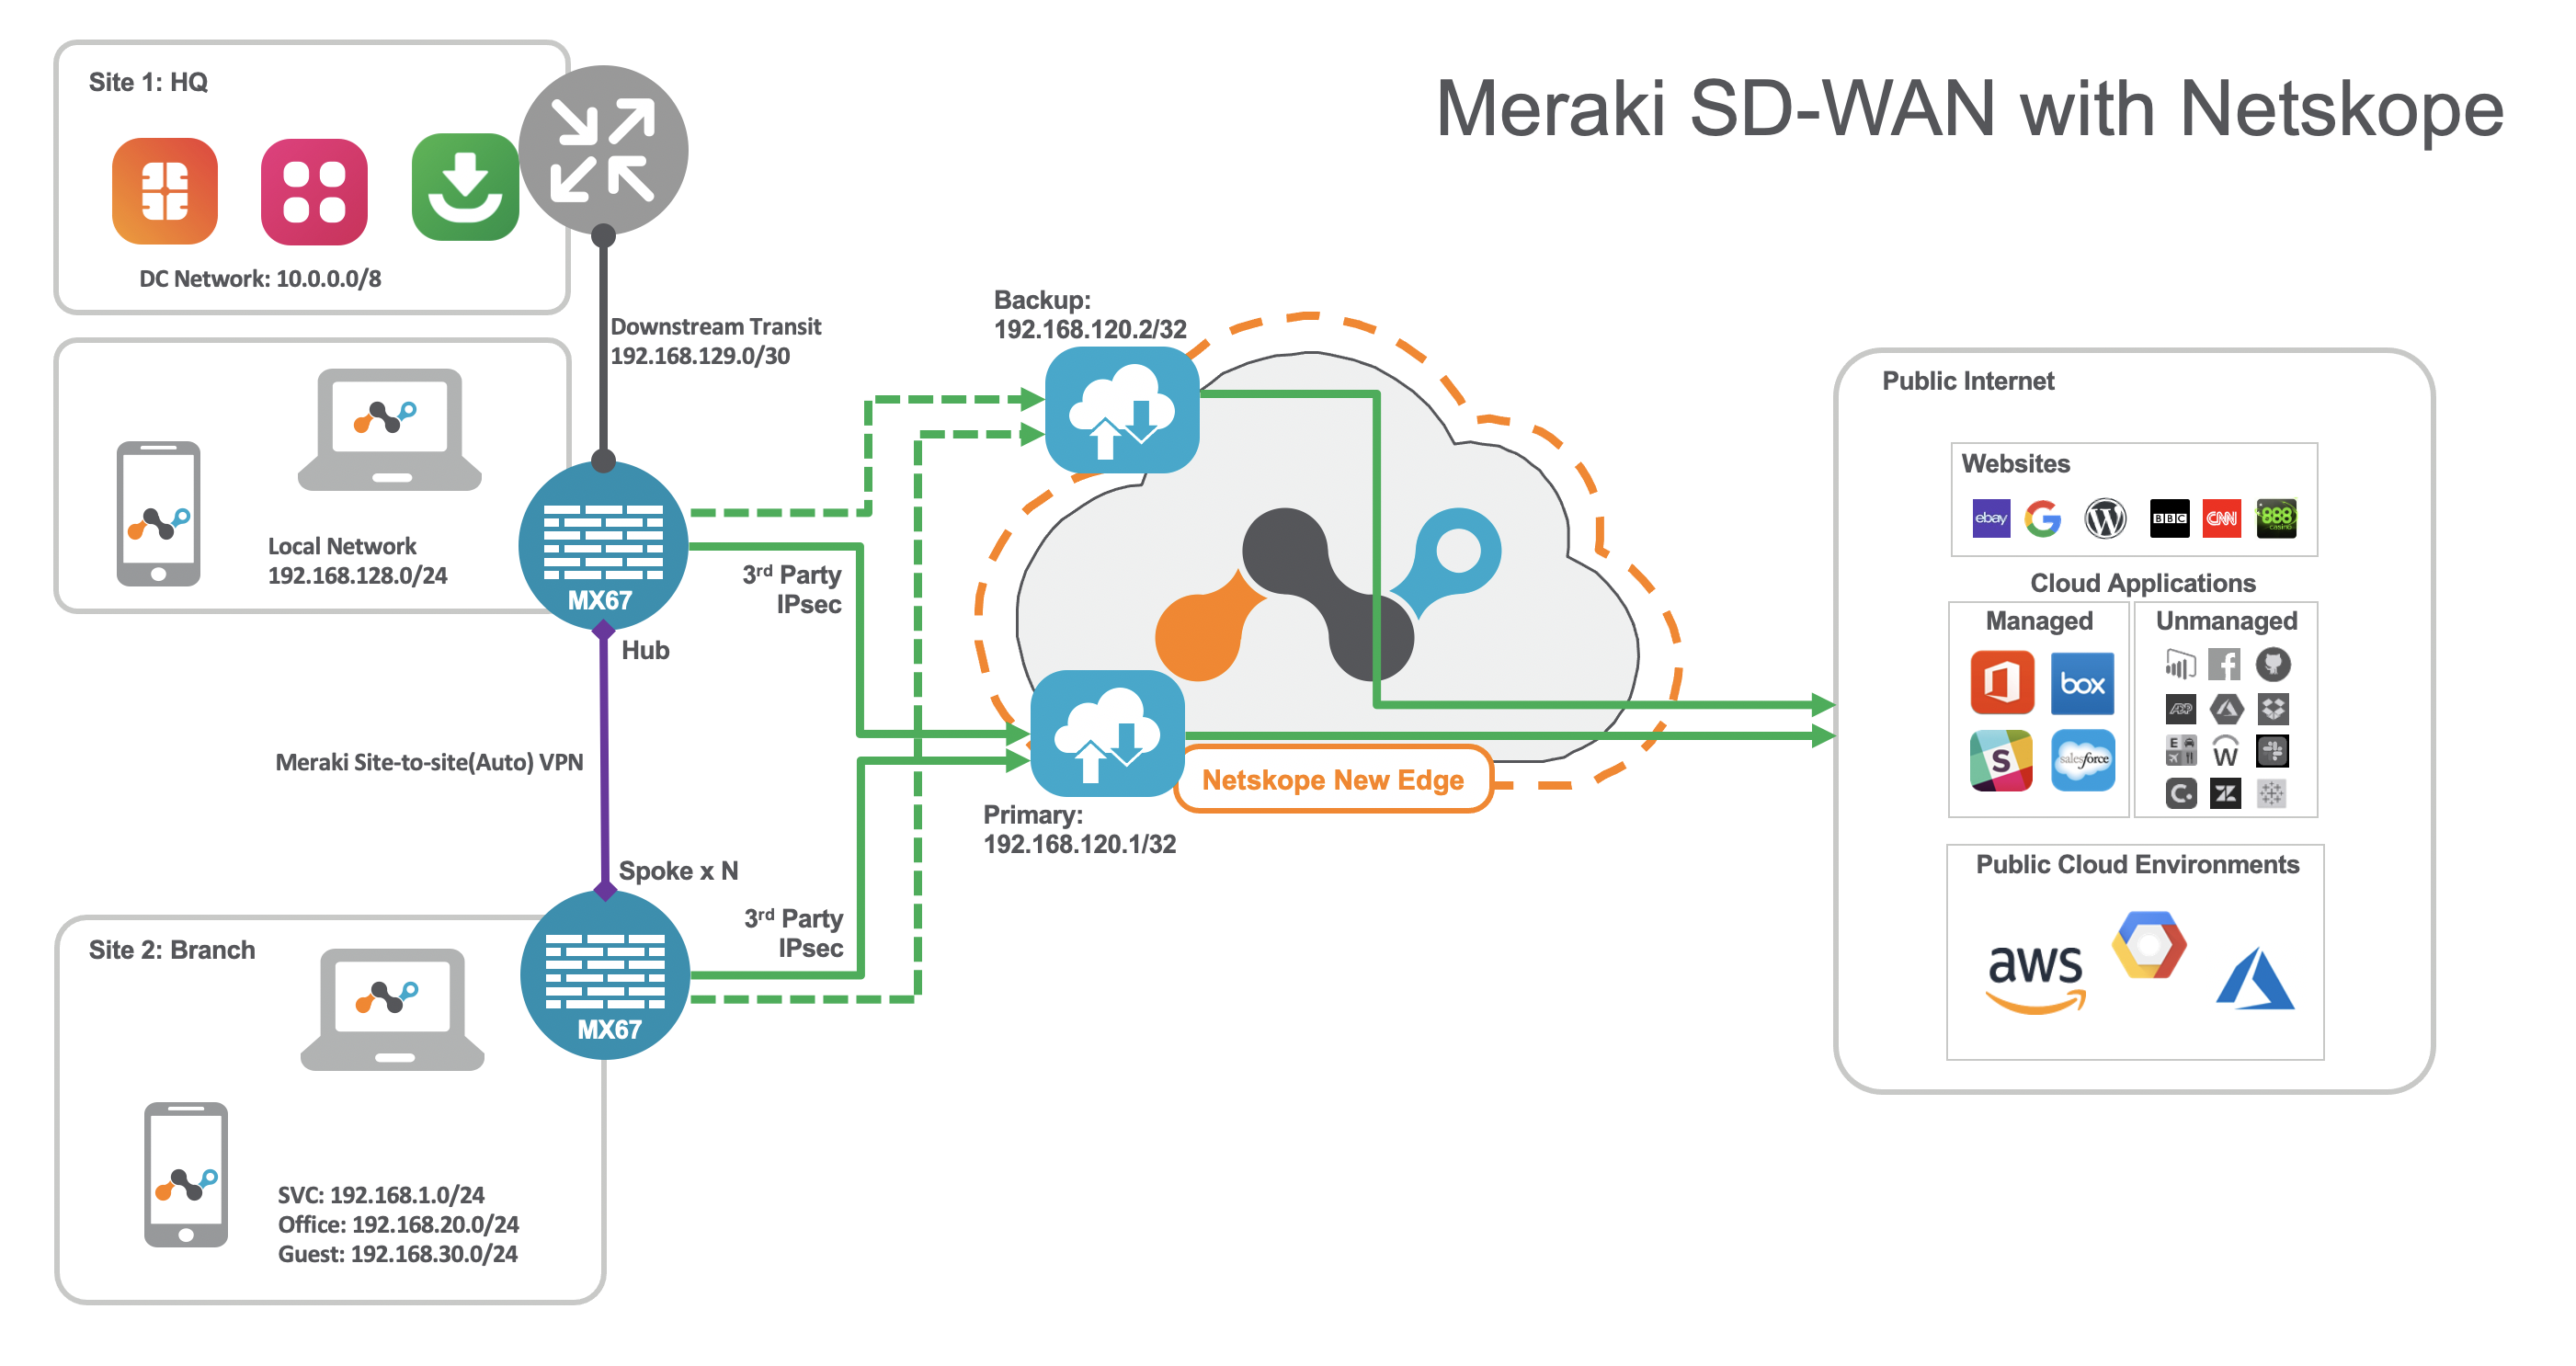 Meraki SD-WAN with Netskope
Site 1: HQ
DC Network: 10.0.0.0/8
Downstream Transit
192.168.129.0/30
Local Network
192.168.128.0/24
MX67
Hub
3rd Party
IPsec
Meraki Site-to-site(Auto) VPN
Spoke x N
3rd Party
IPsec
MX67
Site 2: Branch
SVC: 192.168.1.0/24
Office: 192.168.20.0/24
Guest: 192.168.30.0/24
Backup:
192.168.120.2/32
Netskope New Edge
Primary:
192.168.120.1/32
Public Internet
Websites
ebay
G
W
BBC
CNN
888
casino
Cloud Applications
Managed
box
S
salesforce
Unmanaged
f
ADP
E
W
C.
Public Cloud Environments
aws